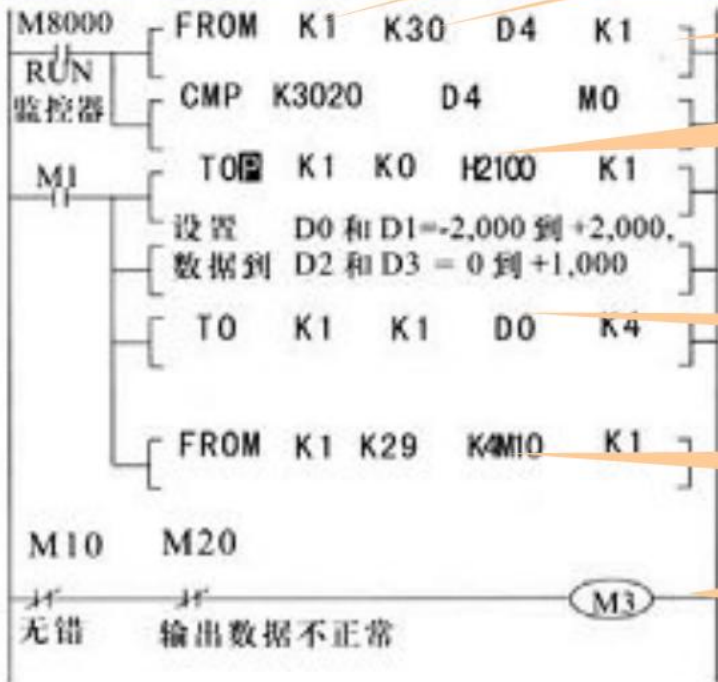 M8000 FROM K1 K30 D4 K1
RUN
监控器 CMP K3020 D4 M0
M1 TOP K1 K0 H2100 K1
设置 D0 和 D1=-2,000 到 +2,000.
数据到 D2 和 D3 = 0 到 +1,000
TO K1 K1 D0 K4
FROM K1 K29 K4M10 K1
M10 M20
M3
无错 输出数据不正常